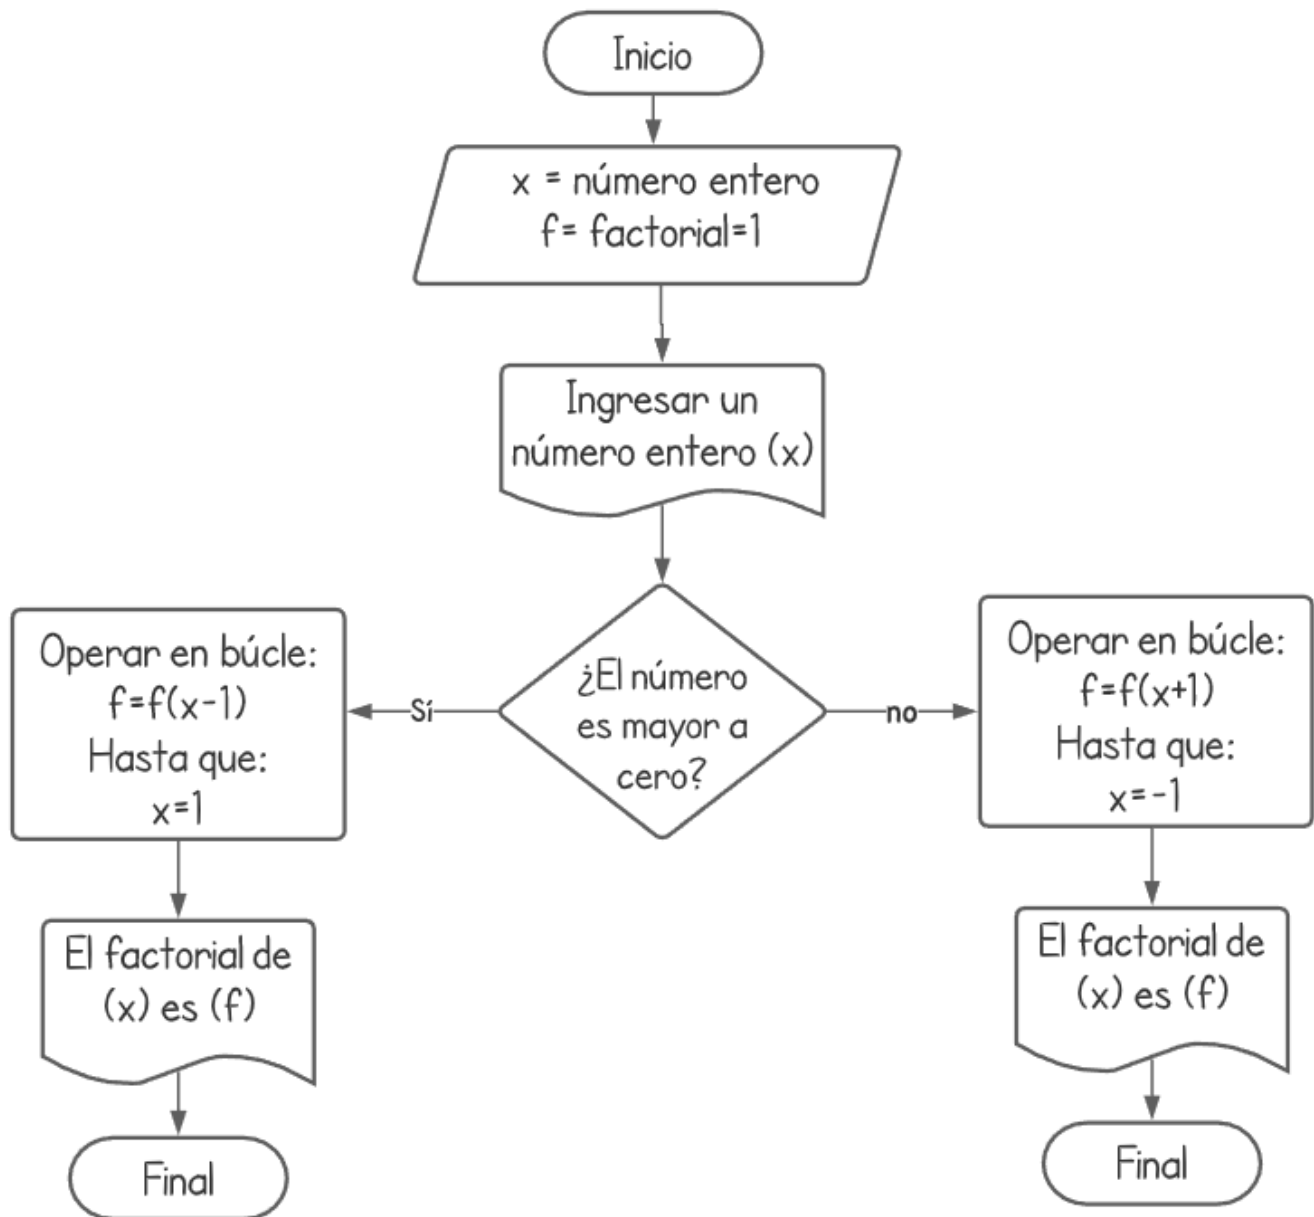 Inicio
x = número entero
f= factorial=1
Ingresar un
número entero (x)
¿El número
es mayor a
cero?
Sí
no
Operar en búcle:
f=f(x-1)
Hasta que:
x=1
El factorial de
(x) es (f)
Final
Operar en búcle:
f=f(x+1)
Hasta que:
x=-1
El factorial de
(x) es (f)
Final